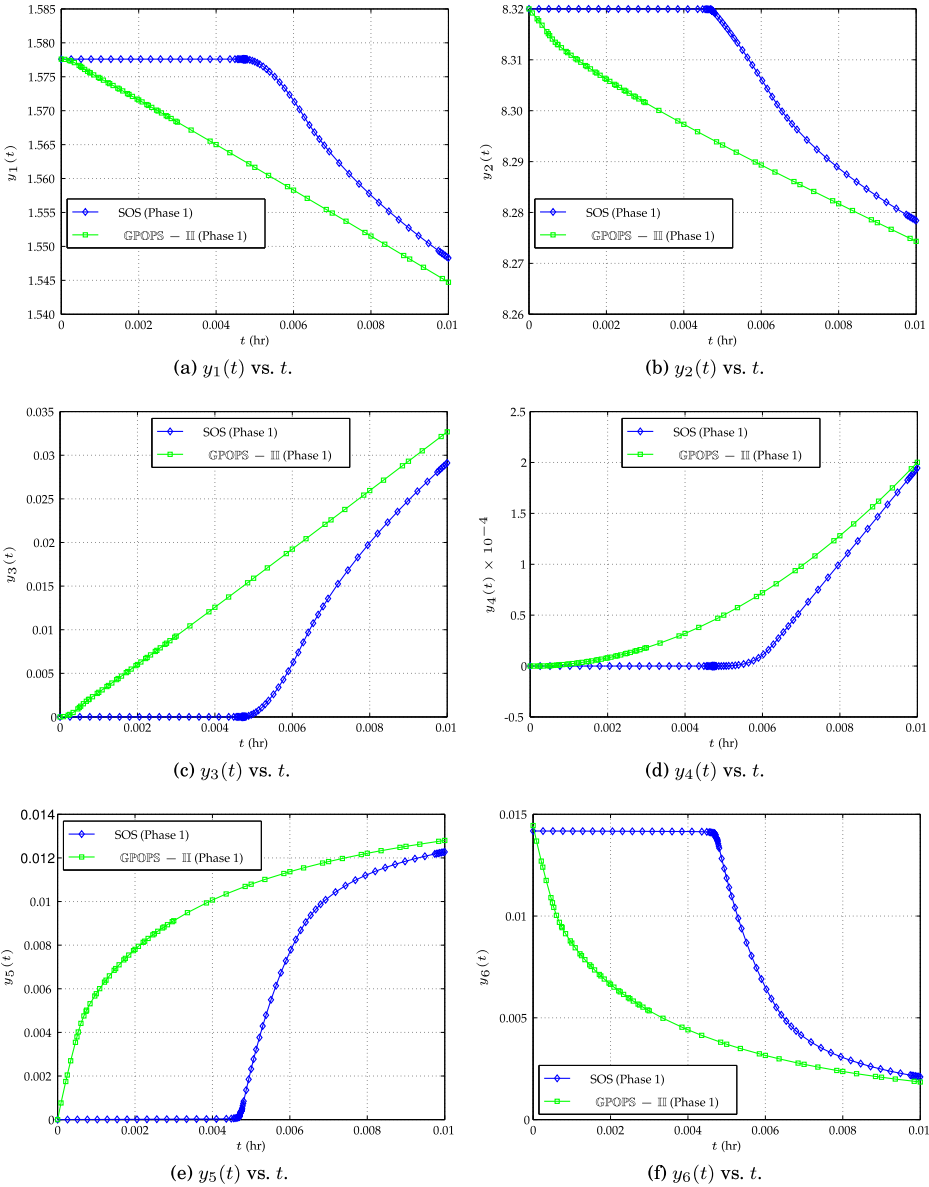 1.585
1.580
1.575
1.570
1.565
1.560
1.555
1.550
1.545
1.540
y1(t)
SOS (Phase 1)
GPOPS − II (Phase 1)
0 0.002 0.004 0.006 0.008 0.01
t (hr)
(a) y1(t) vs. t.
8.32
8.31
8.30
8.29
8.28
8.27
8.26
y2(t)
SOS (Phase 1)
GPOPS − II (Phase 1)
0 0.002 0.004 0.006 0.008 0.01
t (hr)
(b) y2(t) vs. t.
0.035
0.03
0.025
0.02
0.015
0.01
0.005
0
y3(t)
SOS (Phase 1)
GPOPS − II (Phase 1)
0 0.002 0.004 0.006 0.008 0.01
t (hr)
(c) y3(t) vs. t.
2.5
2
1.5
1
0.5
0
-0.5
y4(t) × 10−4
SOS (Phase 1)
GPOPS − II (Phase 1)
0 0.002 0.004 0.006 0.008 0.01
t (hr)
(d) y4(t) vs. t.
0.014
0.012
0.01
0.008
0.006
0.004
0.002
0
y5(t)
SOS (Phase 1)
GPOPS − II (Phase 1)
0 0.002 0.004 0.006 0.008 0.01
t (hr)
(e) y5(t) vs. t.
0.015
0.01
0.005
0
y6(t)
SOS (Phase 1)
GPOPS − II (Phase 1)
0 0.002 0.004 0.006 0.008 0.01
t (hr)
(f) y6(t) vs. t.